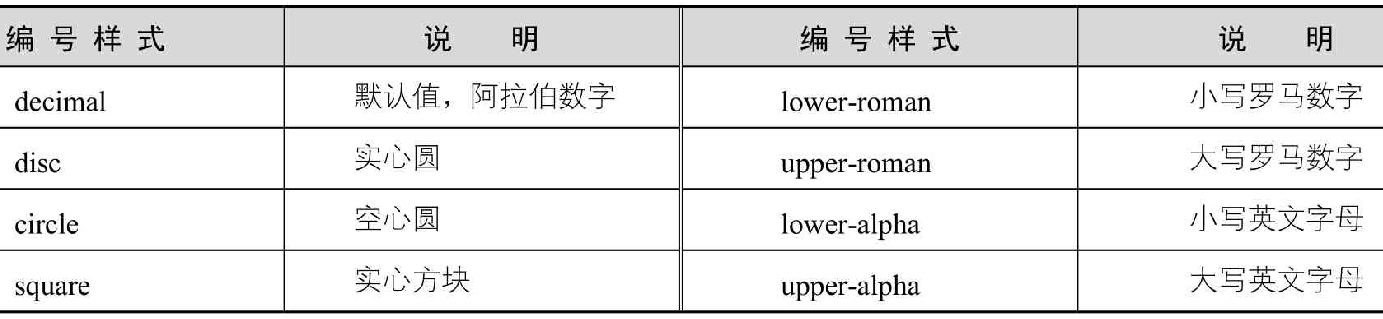 编号样式 说明 编号样式 说明
decimal 默认值，阿拉伯数字 lower-roman 小写罗马数字
disc 实心圆 upper-roman 大写罗马数字
circle 空心圆 lower-alpha 小写英文字母
square 实心方块 upper-alpha 大写英文字母